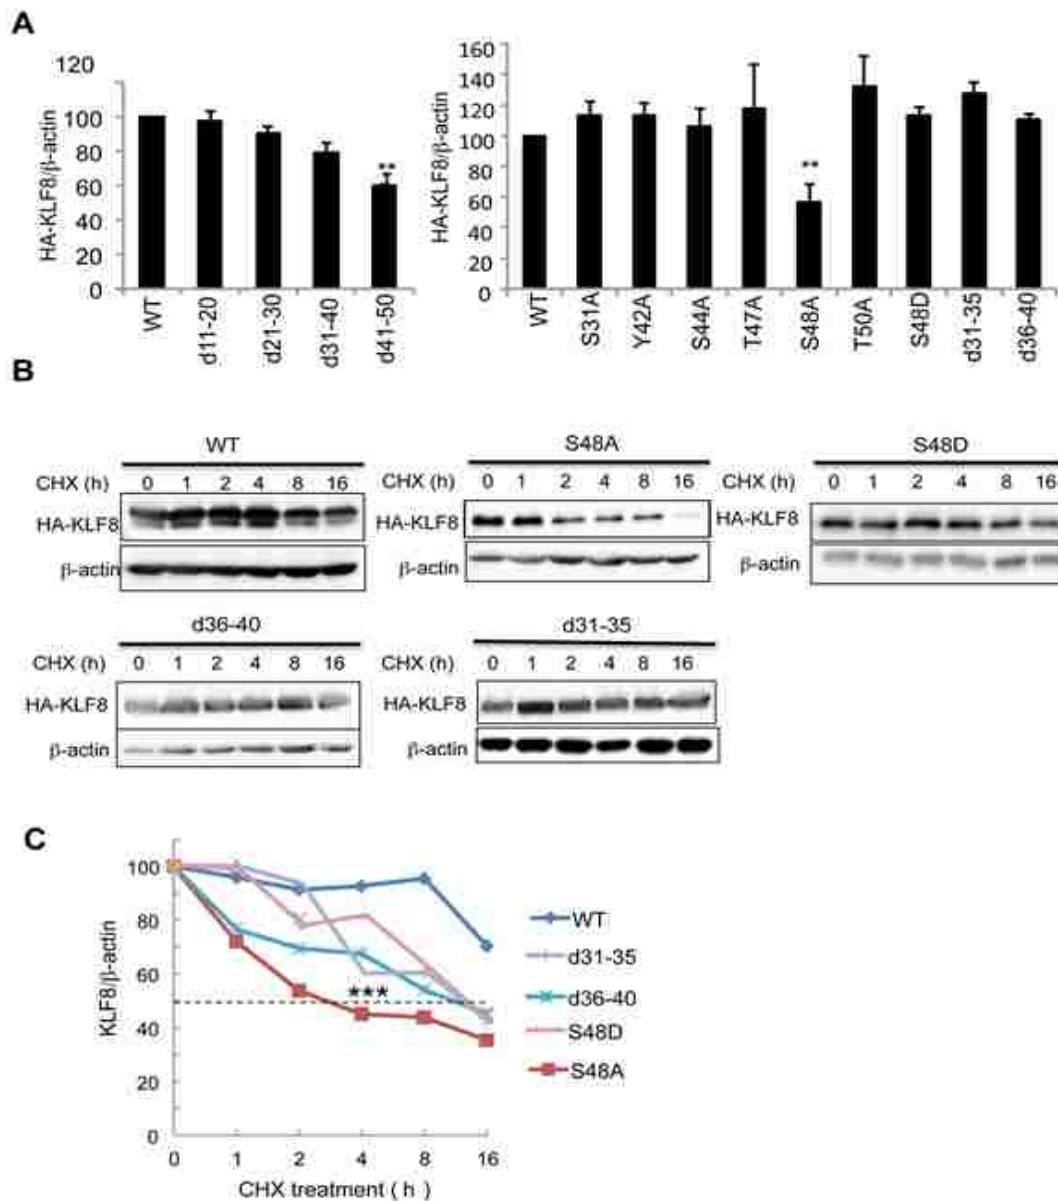 A
120
100
80
60
40
20
0
HA-KLF8/β-actin
**
WT
d11-20
d21-30
d31-40
d41-50
160
140
120
100
80
60
40
20
0
HA-KLF8/β-actin
**
WT
S31A
Y42A
S44A
T47A
S48A
T50A
S48D
d31-35
d36-40
B
WT
CHX (h) 0 1 2 4 8 16
HA-KLF8
β-actin
S48A
CHX (h) 0 1 2 4 8 16
HA-KLF8
β-actin
S48D
CHX (h) 0 1 2 4 8 16
HA-KLF8
β-actin
d36-40
CHX (h) 0 1 2 4 8 16
HA-KLF8
β-actin
d31-35
CHX (h) 0 1 2 4 8 16
HA-KLF8
β-actin
C
100
80
60
40
20
0
KLF8/β-actin
***
0 1 2 4 8 16
CHX treatment ( h )
WT
d31-35
d36-40
S48D
S48A